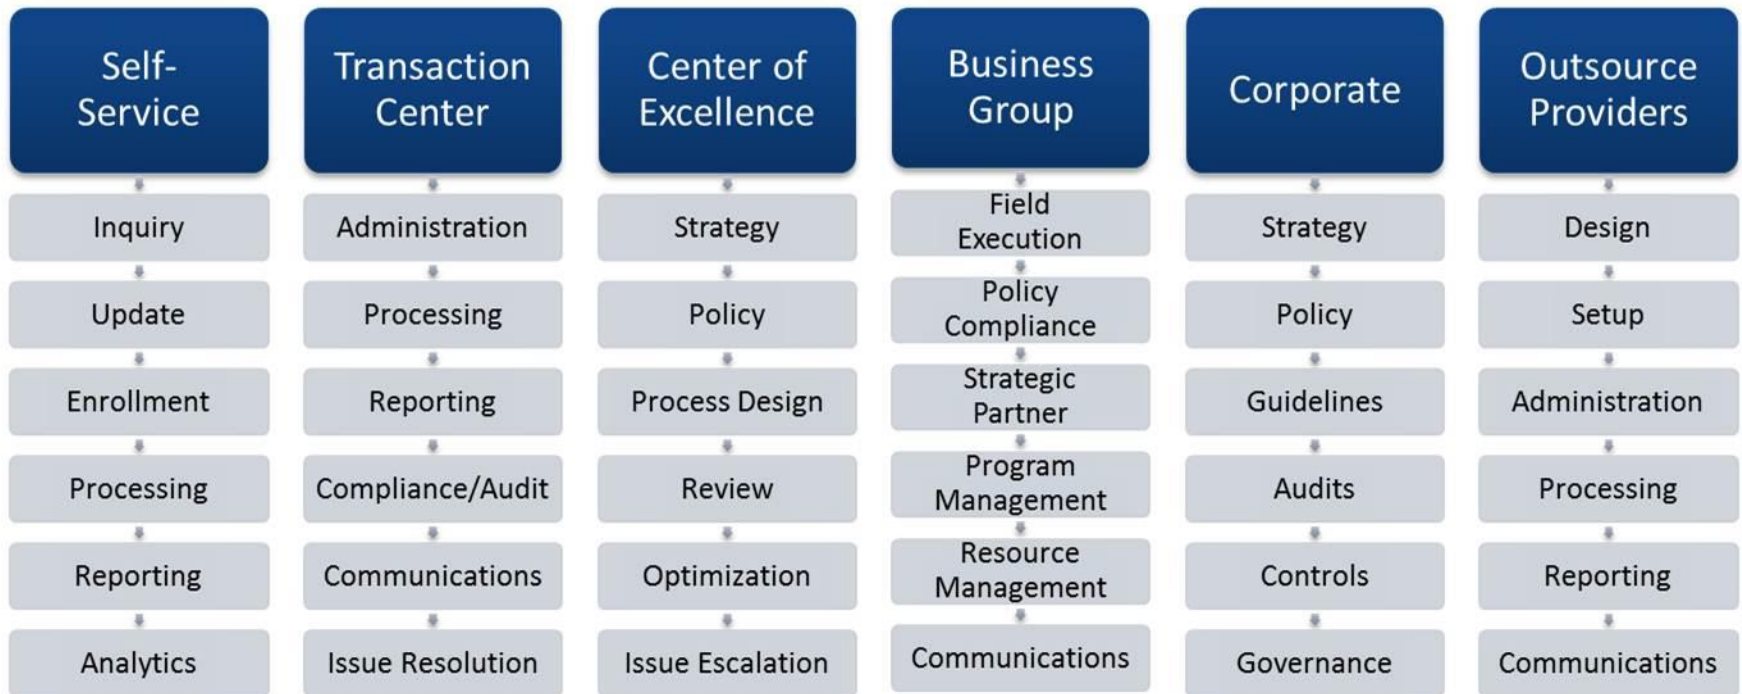 Self-
Service
Transaction
Center
Center of
Excellence
Business
Group
Corporate
Outsource
Providers
Inquiry
Administration
Strategy
Field
Execution
Strategy
Design
Update
Processing
Policy
Policy
Compliance
Policy
Setup
Enrollment
Reporting
Process Design
Strategic
Partner
Guidelines
Administration
Processing
Compliance/Audit
Review
Program
Management
Audits
Processing
Reporting
Communications
Optimization
Resource
Management
Controls
Reporting
Analytics
Issue Resolution
Issue Escalation
Communications
Governance
Communications